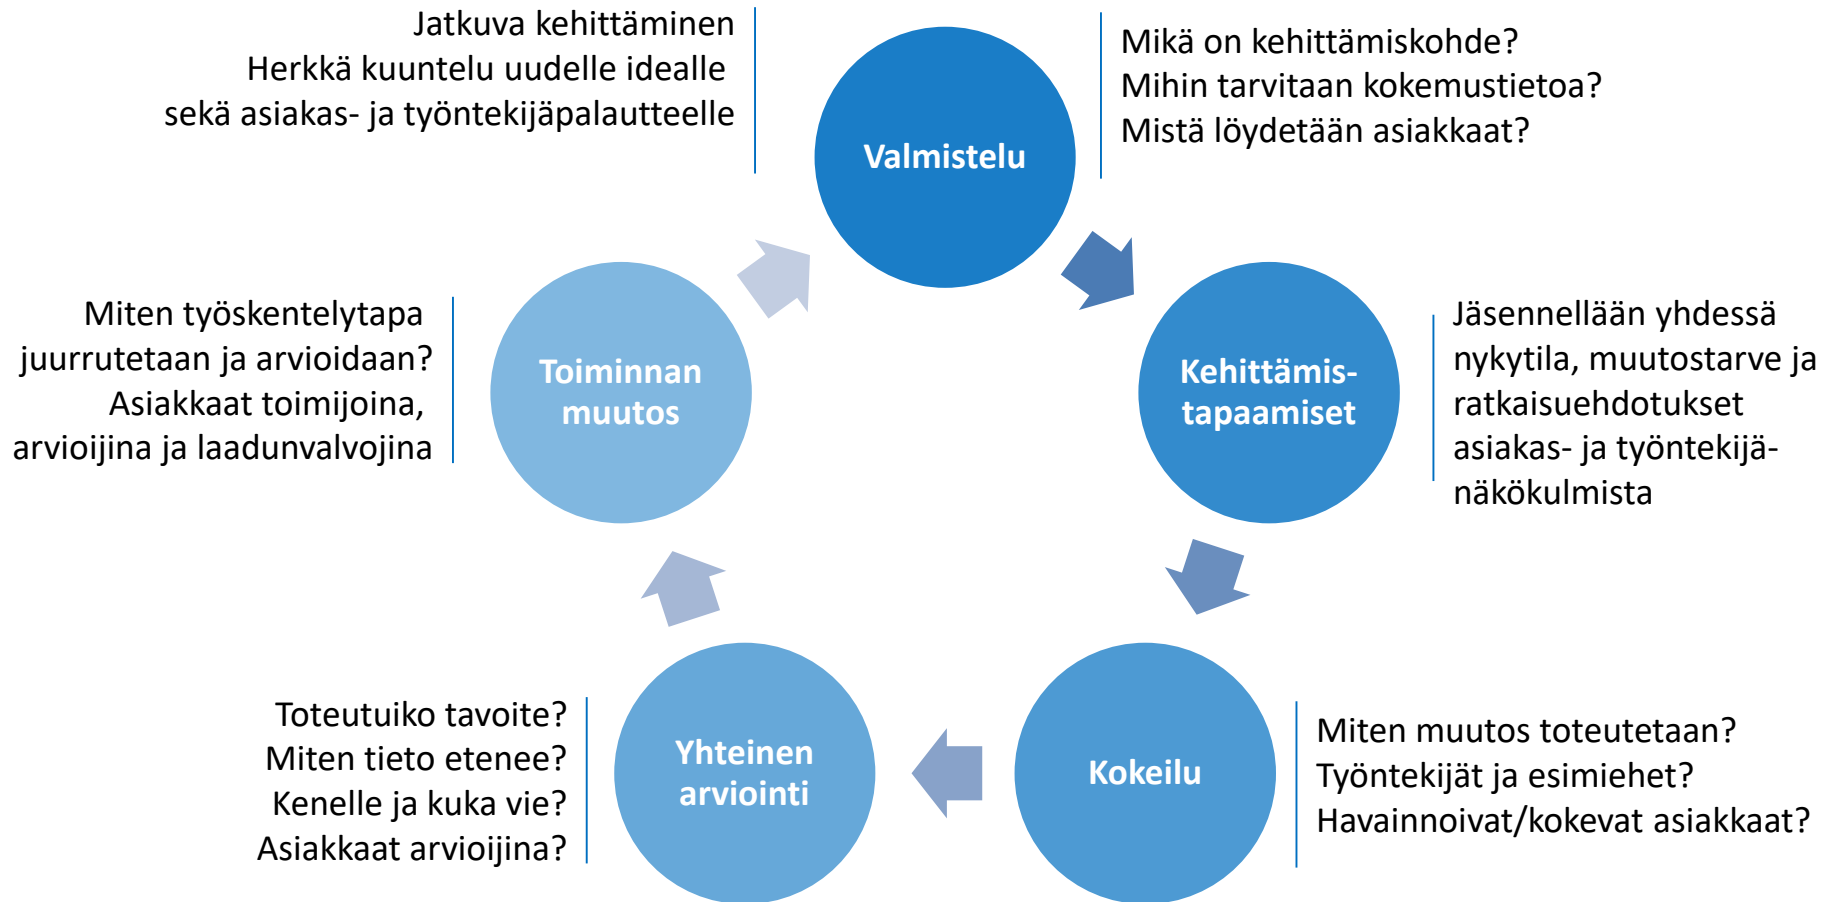 Jatkuva kehittäminen
Herkkä kuuntelu uudelle idealle
sekä asiakas- ja työntekijäpalautteelle
Valmistelu
Mikä on kehittämiskohde?
Mihin tarvitaan kokemustietoa?
Mistä löydetään asiakkaat?
Kehittämis-
tapaamiset
Jäsennellään yhdessä
nykytila, muutostarve ja
ratkaisuehdotukset
asiakas- ja työntekijä-
näkökulmista
Kokeilu
Miten muutos toteutetaan?
Työntekijät ja esimiehet?
Havainnoivat/kokevat asiakkaat?
Yhteinen
arviointi
Toteutuiko tavoite?
Miten tieto etenee?
Kenelle ja kuka vie?
Asiakkaat arvioijina?
Toiminnan
muutos
Miten työskentelytapa
juurrutetaan ja arvioidaan?
Asiakkaat toimijoina,
arvioijina ja laadunvalvojina